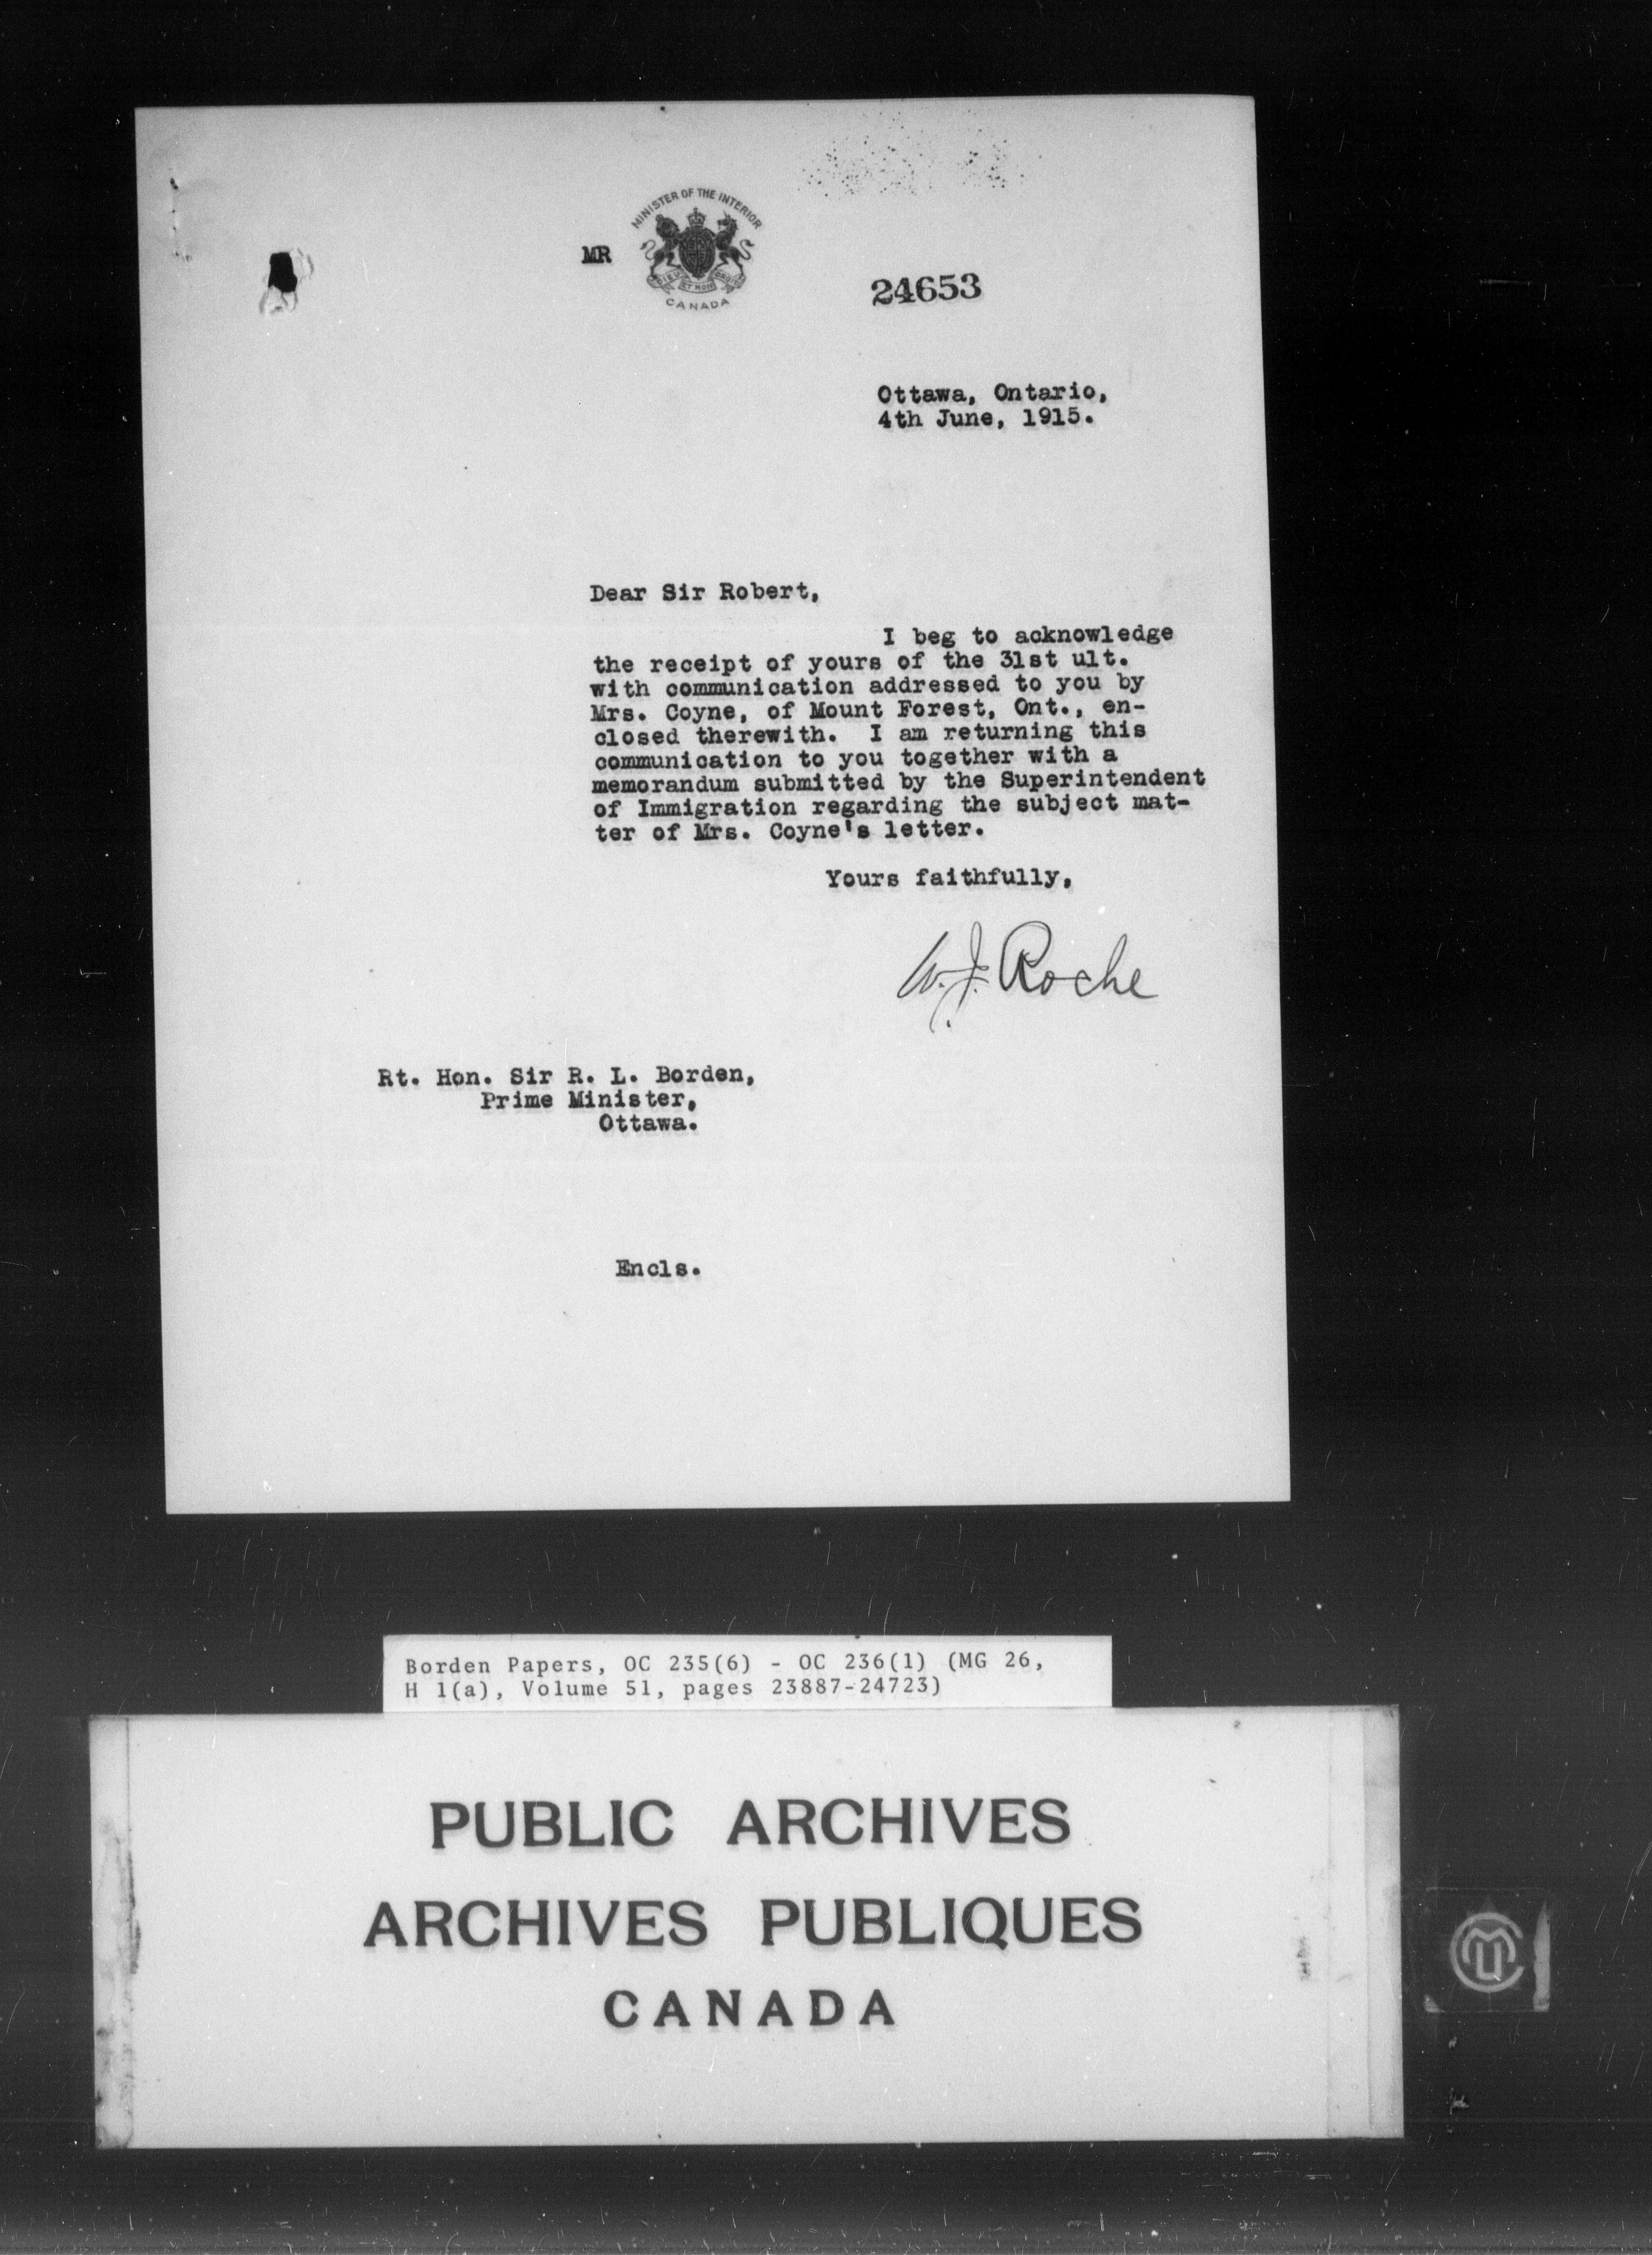 MINISTER OF THE INTERIOR
MR
DIEU ET MON DROIT
CANADA
24653
Ottawa, Ontario,
4th June, 1915.
Dear Sir Robert,
I beg to acknowledge
the receipt of yours of the 31st ult.
with communication addressed to you by
Mrs. Coyne, of Mount Forest, Ont., en-
closed therewith.  I am returning this
communication to you together with a
memorandum submitted by the Superintendent
of Immigration regarding the subject mat-
ter of Mrs. Coyne's letter.
Yours faithfully,
W. J. Roche
Rt. Hon. Sir R. L. Borden,
Prime Minister,
Ottawa.
Encls.
Borden Papers, OC 235(6) - OC 236(1) (MG 26,
H 1(a), Volume 51, pages 23887-24723)
PUBLIC ARCHIVES
ARCHIVES PUBLIQUES
CANADA